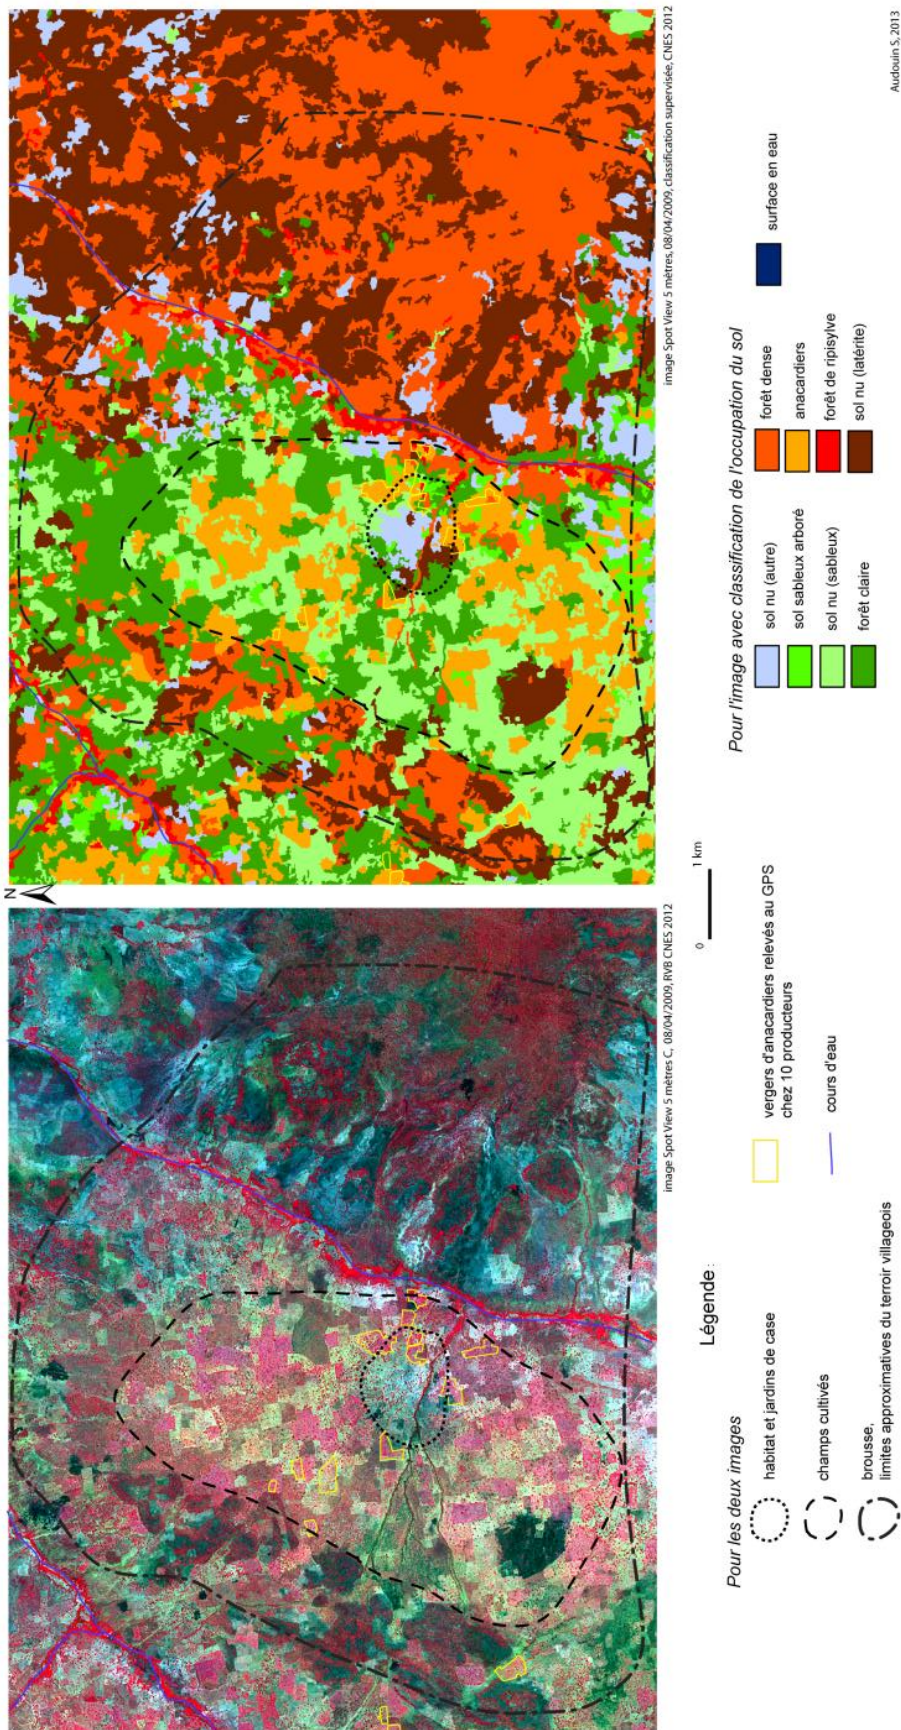 N
image Spot View 5 mètres C, 08/04/2009, RVB CNES 2012
image Spot View 5 mètres, 08/04/2009, classification supervisée, CNES 2012
0
1 km
Légende :
Pour les deux images
habitat et jardins de case
champs cultivés
brousse,
limites approximatives du terroir villageois
vergers d'anacardiers relevés au GPS
chez 10 producteurs
cours d'eau
Pour l'image avec classification de l'occupation du sol
sol nu (autre)
sol sableux arboré
sol nu (sableux)
forêt claire
forêt dense
anacardiers
forêt de ripisylve
sol nu (latérite)
surface en eau
Audouin S, 2013